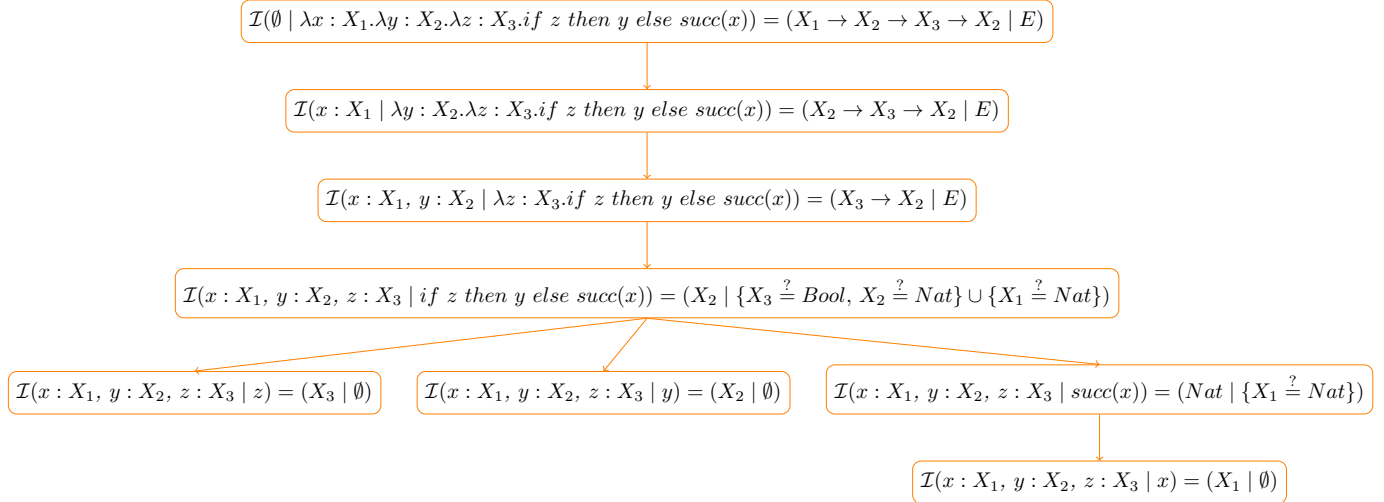 ℐ(∅ | λx : X₁.λy : X₂.λz : X₃.if z then y else succ(x)) = (X₁ → X₂ → X₃ → X₂ | E)
ℐ(x : X₁ | λy : X₂.λz : X₃.if z then y else succ(x)) = (X₂ → X₃ → X₂ | E)
ℐ(x : X₁, y : X₂ | λz : X₃.if z then y else succ(x)) = (X₃ → X₂ | E)
ℐ(x : X₁, y : X₂, z : X₃ | if z then y else succ(x)) = (X₂ | {X₃ ≟ Bool, X₂ ≟ Nat} ∪ {X₁ ≟ Nat})
ℐ(x : X₁, y : X₂, z : X₃ | z) = (X₃ | ∅)
ℐ(x : X₁, y : X₂, z : X₃ | y) = (X₂ | ∅)
ℐ(x : X₁, y : X₂, z : X₃ | succ(x)) = (Nat | {X₁ ≟ Nat})
ℐ(x : X₁, y : X₂, z : X₃ | x) = (X₁ | ∅)